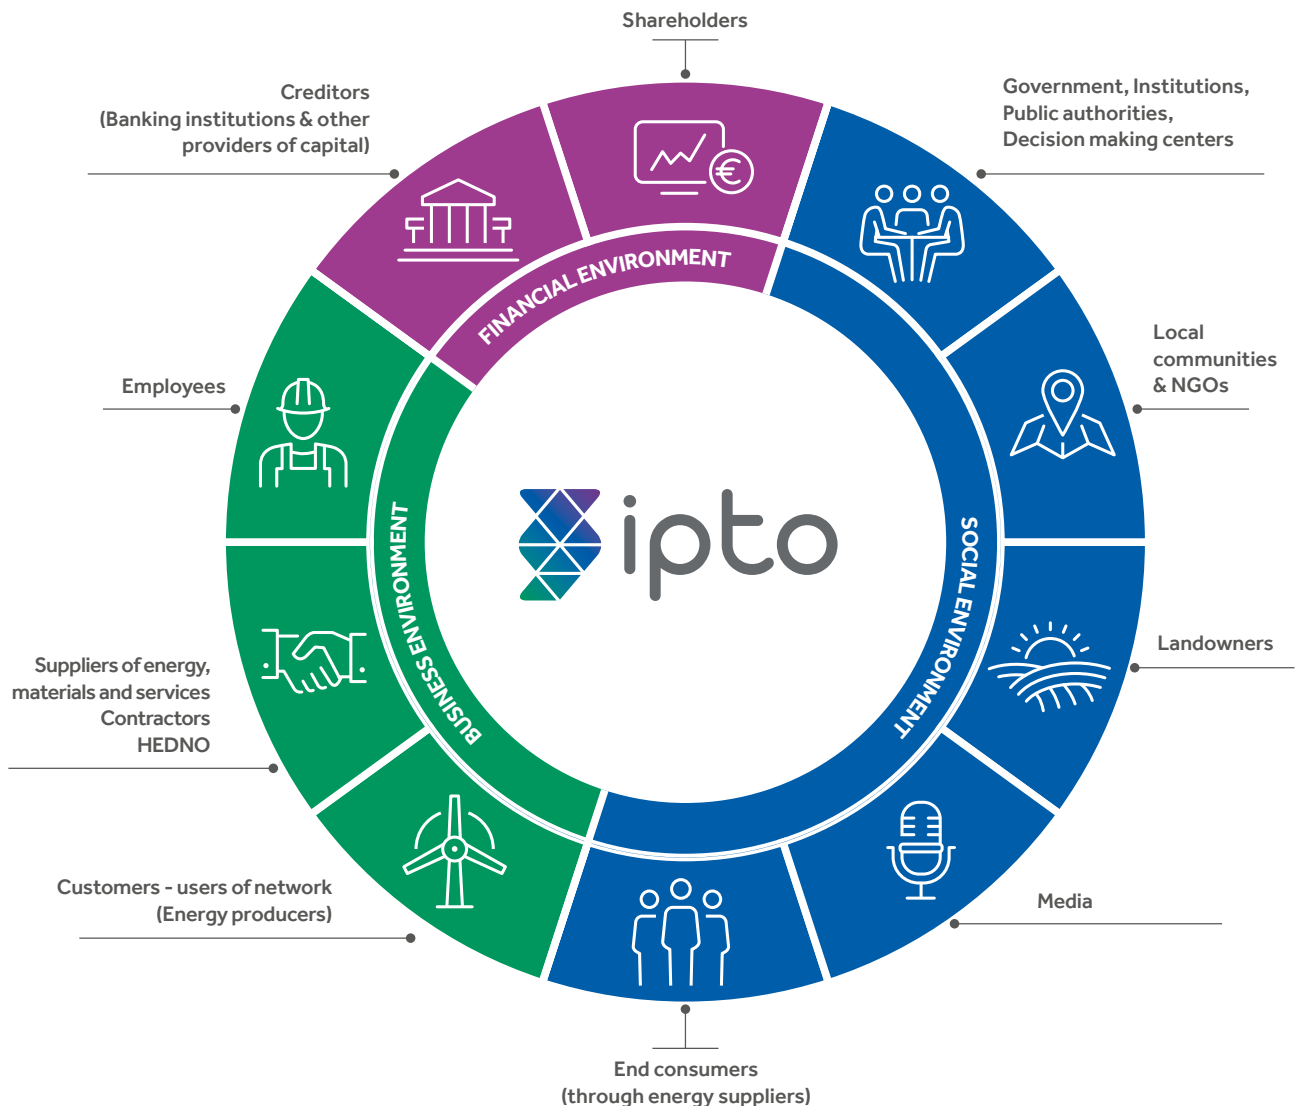 Shareholders
Creditors
(Banking institutions & other
providers of capital)
Government, Institutions,
Public authorities,
Decision making centers
FINANCIAL ENVIRONMENT
Local
communities
& NGOs
Employees
ipto
SOCIAL ENVIRONMENT
BUSINESS ENVIRONMENT
Landowners
Suppliers of energy,
materials and services
Contractors
HEDNO
Customers - users of network
(Energy producers)
Media
End consumers
(through energy suppliers)